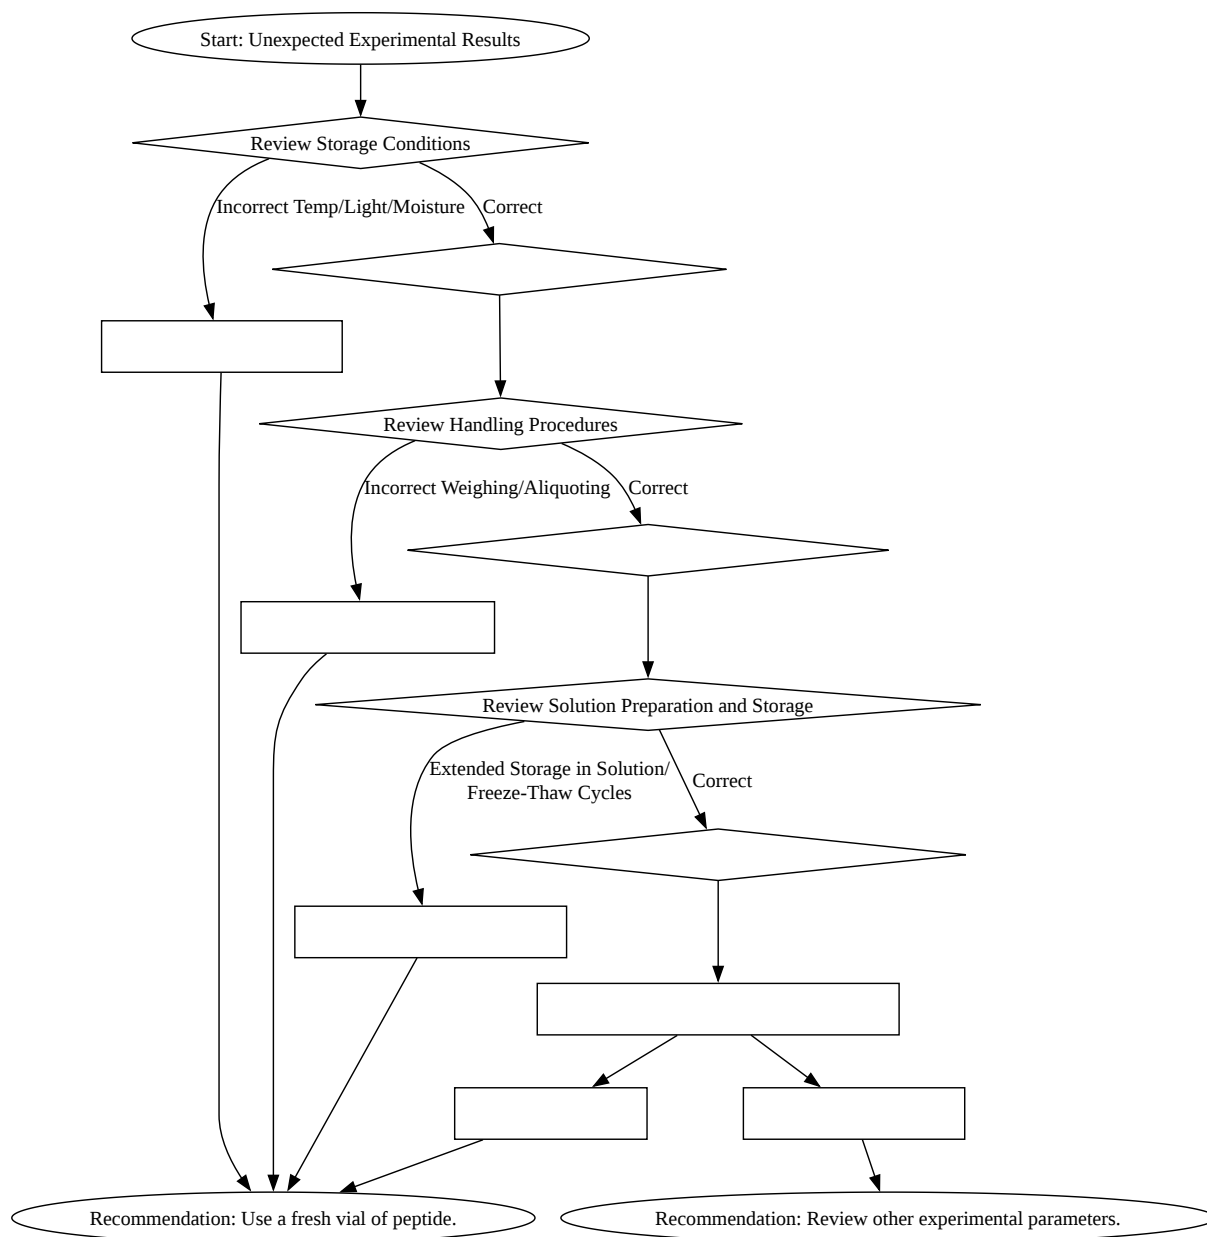 Start: Unexpected Experimental Results
Review Storage Conditions
Incorrect Temp/Light/Moisture
Correct
Review Handling Procedures
Incorrect Weighing/Aliquoting
Correct
Review Solution Preparation and Storage
Extended Storage in Solution/
Freeze-Thaw Cycles
Correct
Recommendation: Use a fresh vial of peptide.
Recommendation: Review other experimental parameters.